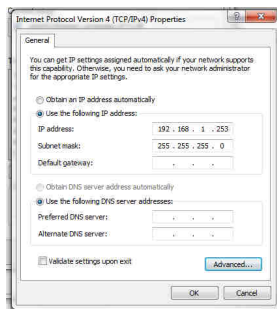 Internet Protocol Version 4 (TCP/IPv4) Properties
General
You can get IP settings assigned automatically if your network supports
this capability. Otherwise, you need to ask your network administrator
for the appropriate IP settings.
Obtain an IP address automatically
Use the following IP address:
IP address: 192 . 168 . 1 . 253
Subnet mask: 255 . 255 . 255 . 0
Default gateway: . . .
Obtain DNS server address automatically
Use the following DNS server addresses:
Preferred DNS server: . . .
Alternate DNS server: . . .
Validate settings upon exit
Advanced...
OK Cancel